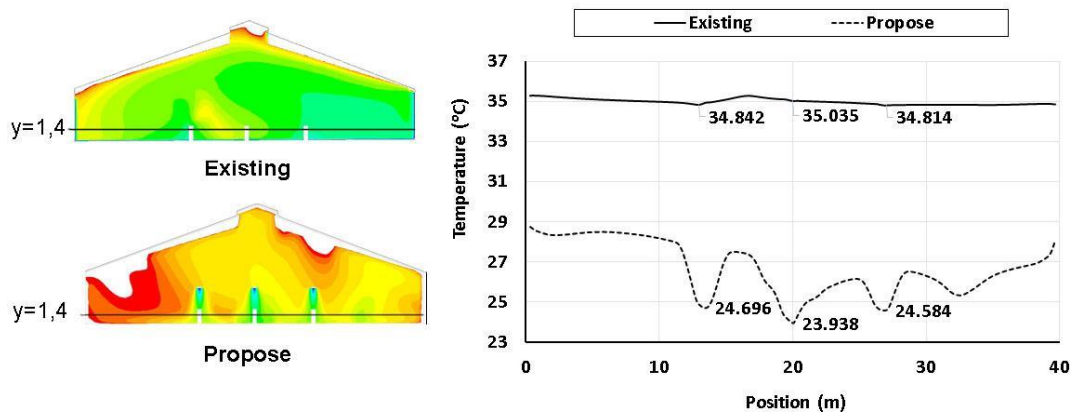 y=1,4
Existing
y=1,4
Propose
Existing
Propose
Temperature (°C)
37
35
33
31
29
27
25
23
34.842
35.035
34.814
24.696
23.938
24.584
0
10
20
30
40
Position (m)